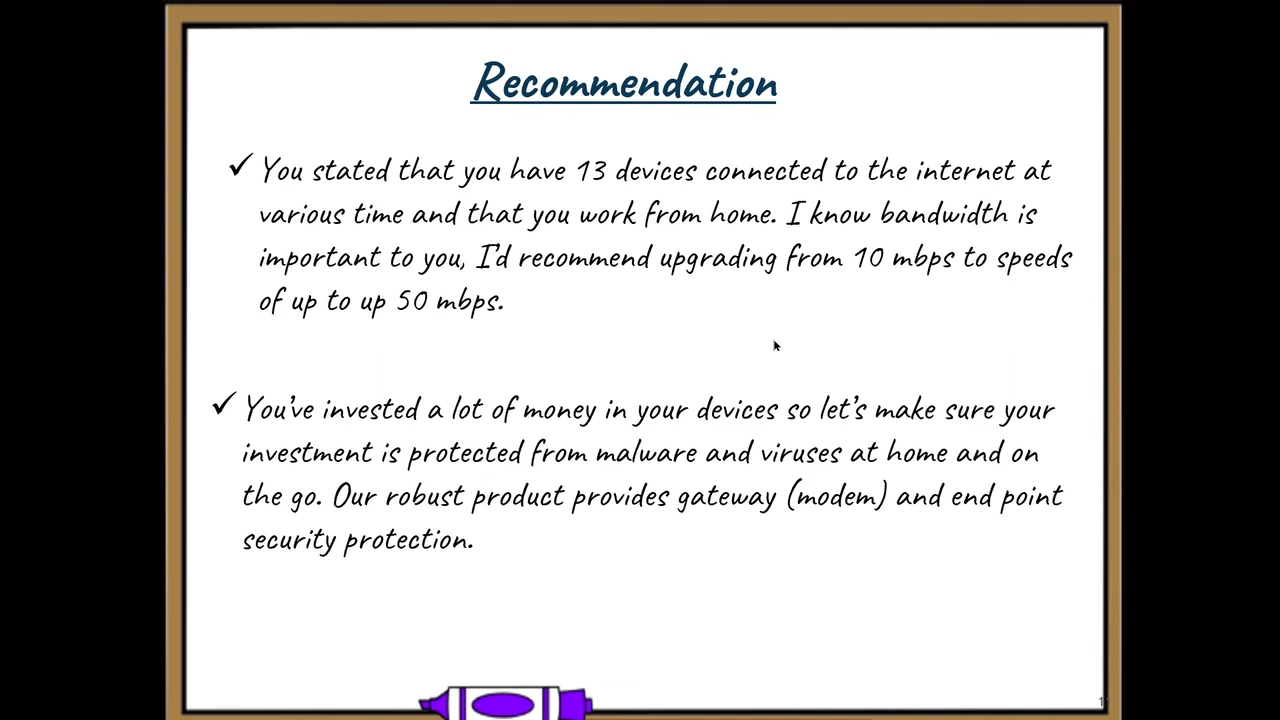 Recommendation
✓ You stated that you have 13 devices connected to the internet at
various time and that you work from home. I know bandwidth is
important to you, I'd recommend upgrading from 10 mbps to speeds
of up to up 50 mbps.
✓ You've invested a lot of money in your devices so let's make sure your
investment is protected from malware and viruses at home and on
the go. Our robust product provides gateway (modem) and end point
security protection.